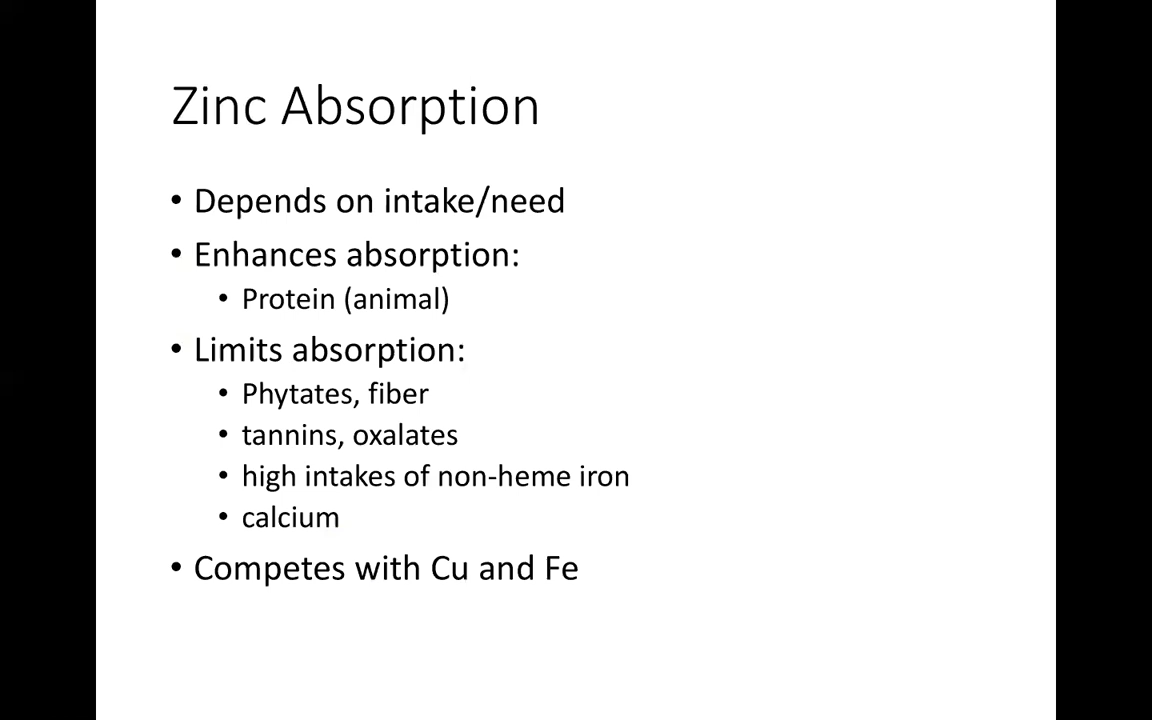 Zinc Absorption
• Depends on intake/need
• Enhances absorption:
• Protein (animal)
• Limits absorption:
• Phytates, fiber
• tannins, oxalates
• high intakes of non-heme iron
• calcium
• Competes with Cu and Fe